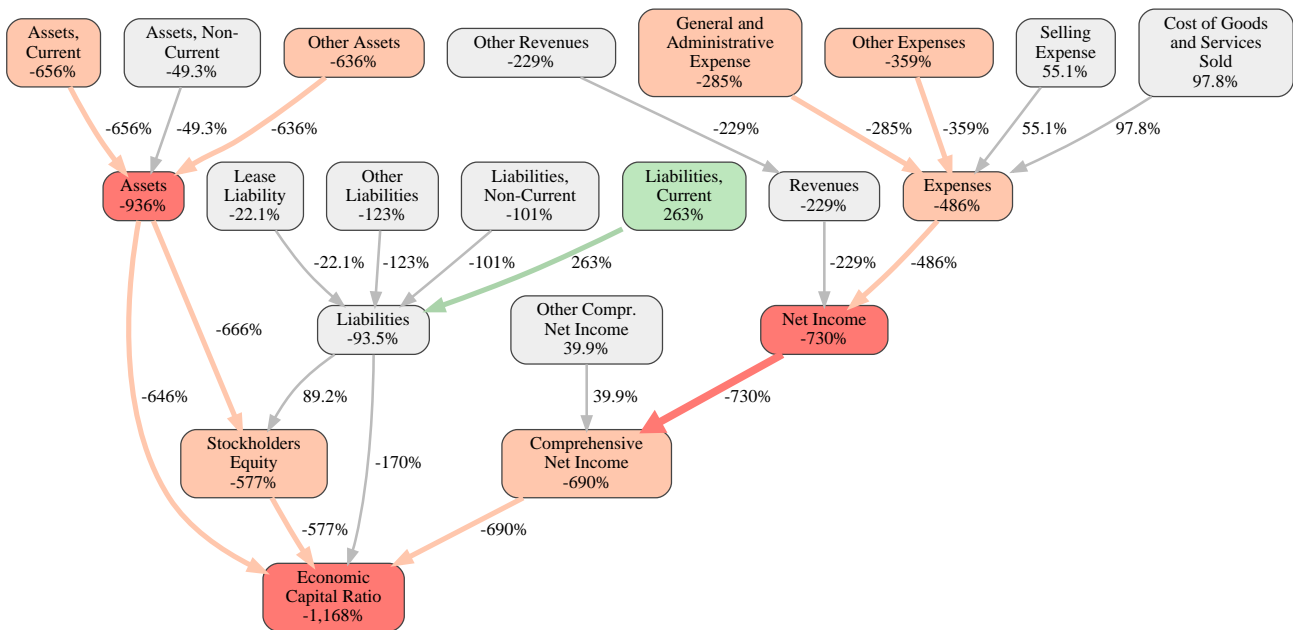 Assets,
Current
-656%
Assets, Non-
Current
-49.3%
Other Assets
-636%
Other Revenues
-229%
General and
Administrative
Expense
-285%
Other Expenses
-359%
Selling
Expense
55.1%
Cost of Goods
and Services
Sold
97.8%
-656%
-49.3%
-636%
-229%
-285%
-359%
55.1%
97.8%
Assets
-936%
Lease
Liability
-22.1%
Other
Liabilities
-123%
Liabilities,
Non-Current
-101%
Liabilities,
Current
263%
Revenues
-229%
Expenses
-486%
-22.1%
-123%
-101%
263%
-229%
-486%
-666%
Liabilities
-93.5%
Other Compr.
Net Income
39.9%
Net Income
-730%
-646%
89.2%
39.9%
-730%
Stockholders
Equity
-577%
-170%
Comprehensive
Net Income
-690%
-577%
-690%
Economic
Capital Ratio
-1,168%